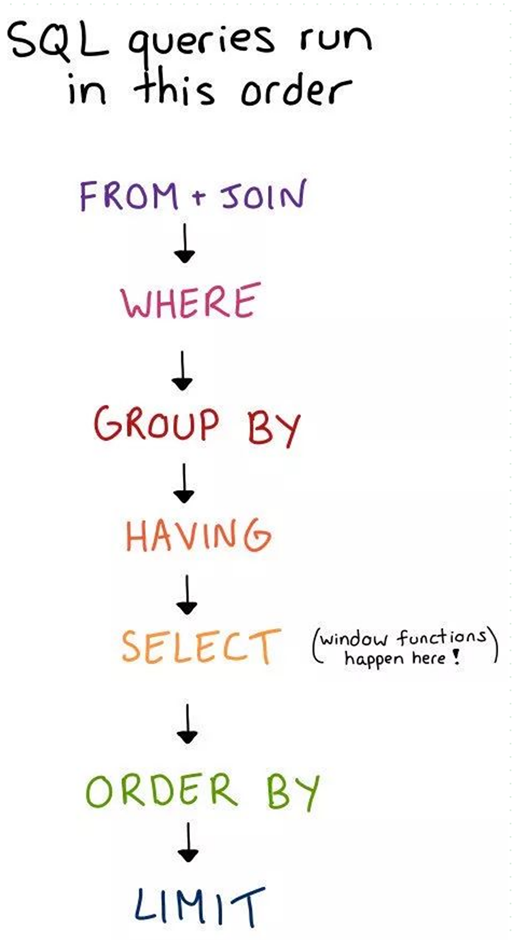 SQL queries run
in this order
FROM + JOIN
WHERE
GROUP BY
HAVING
SELECT (window functions
happen here!)
ORDER BY
LIMIT